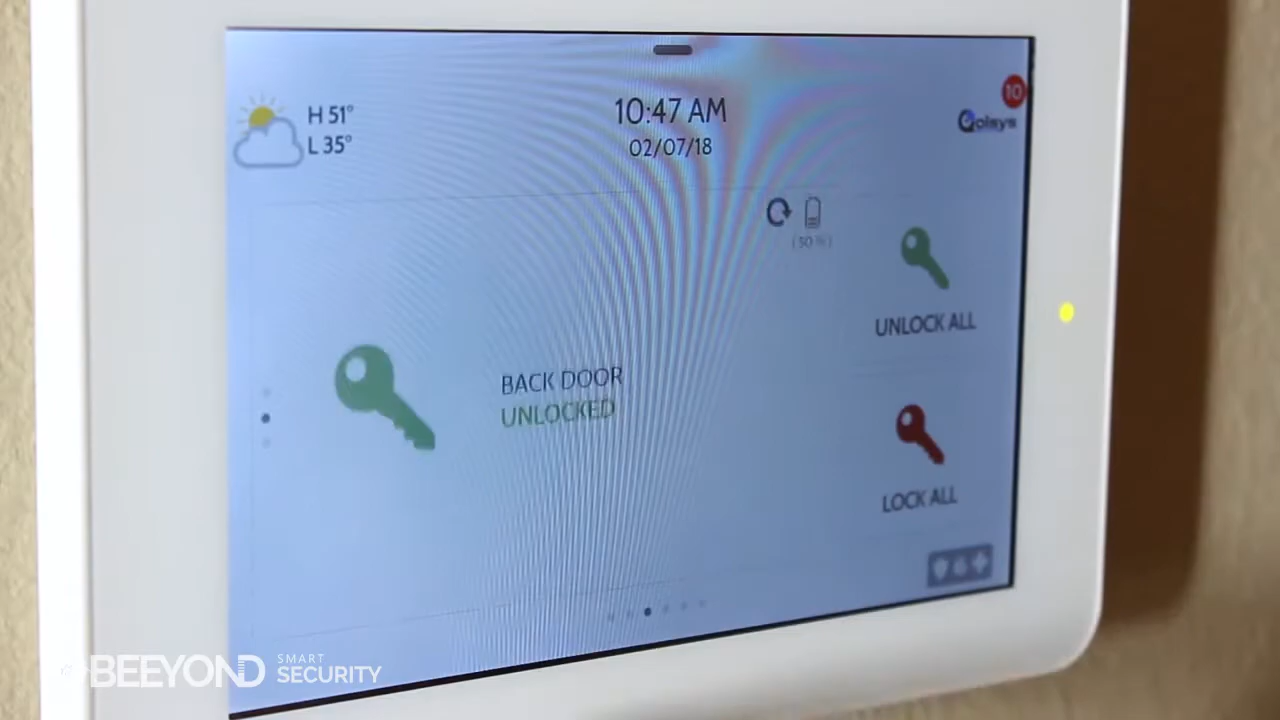 H 51°
L 35°
10:47 AM
02/07/18
10
Qolsys
(50%)
BACK DOOR
UNLOCKED
UNLOCK ALL
LOCK ALL
BEEYOND SMART SECURITY